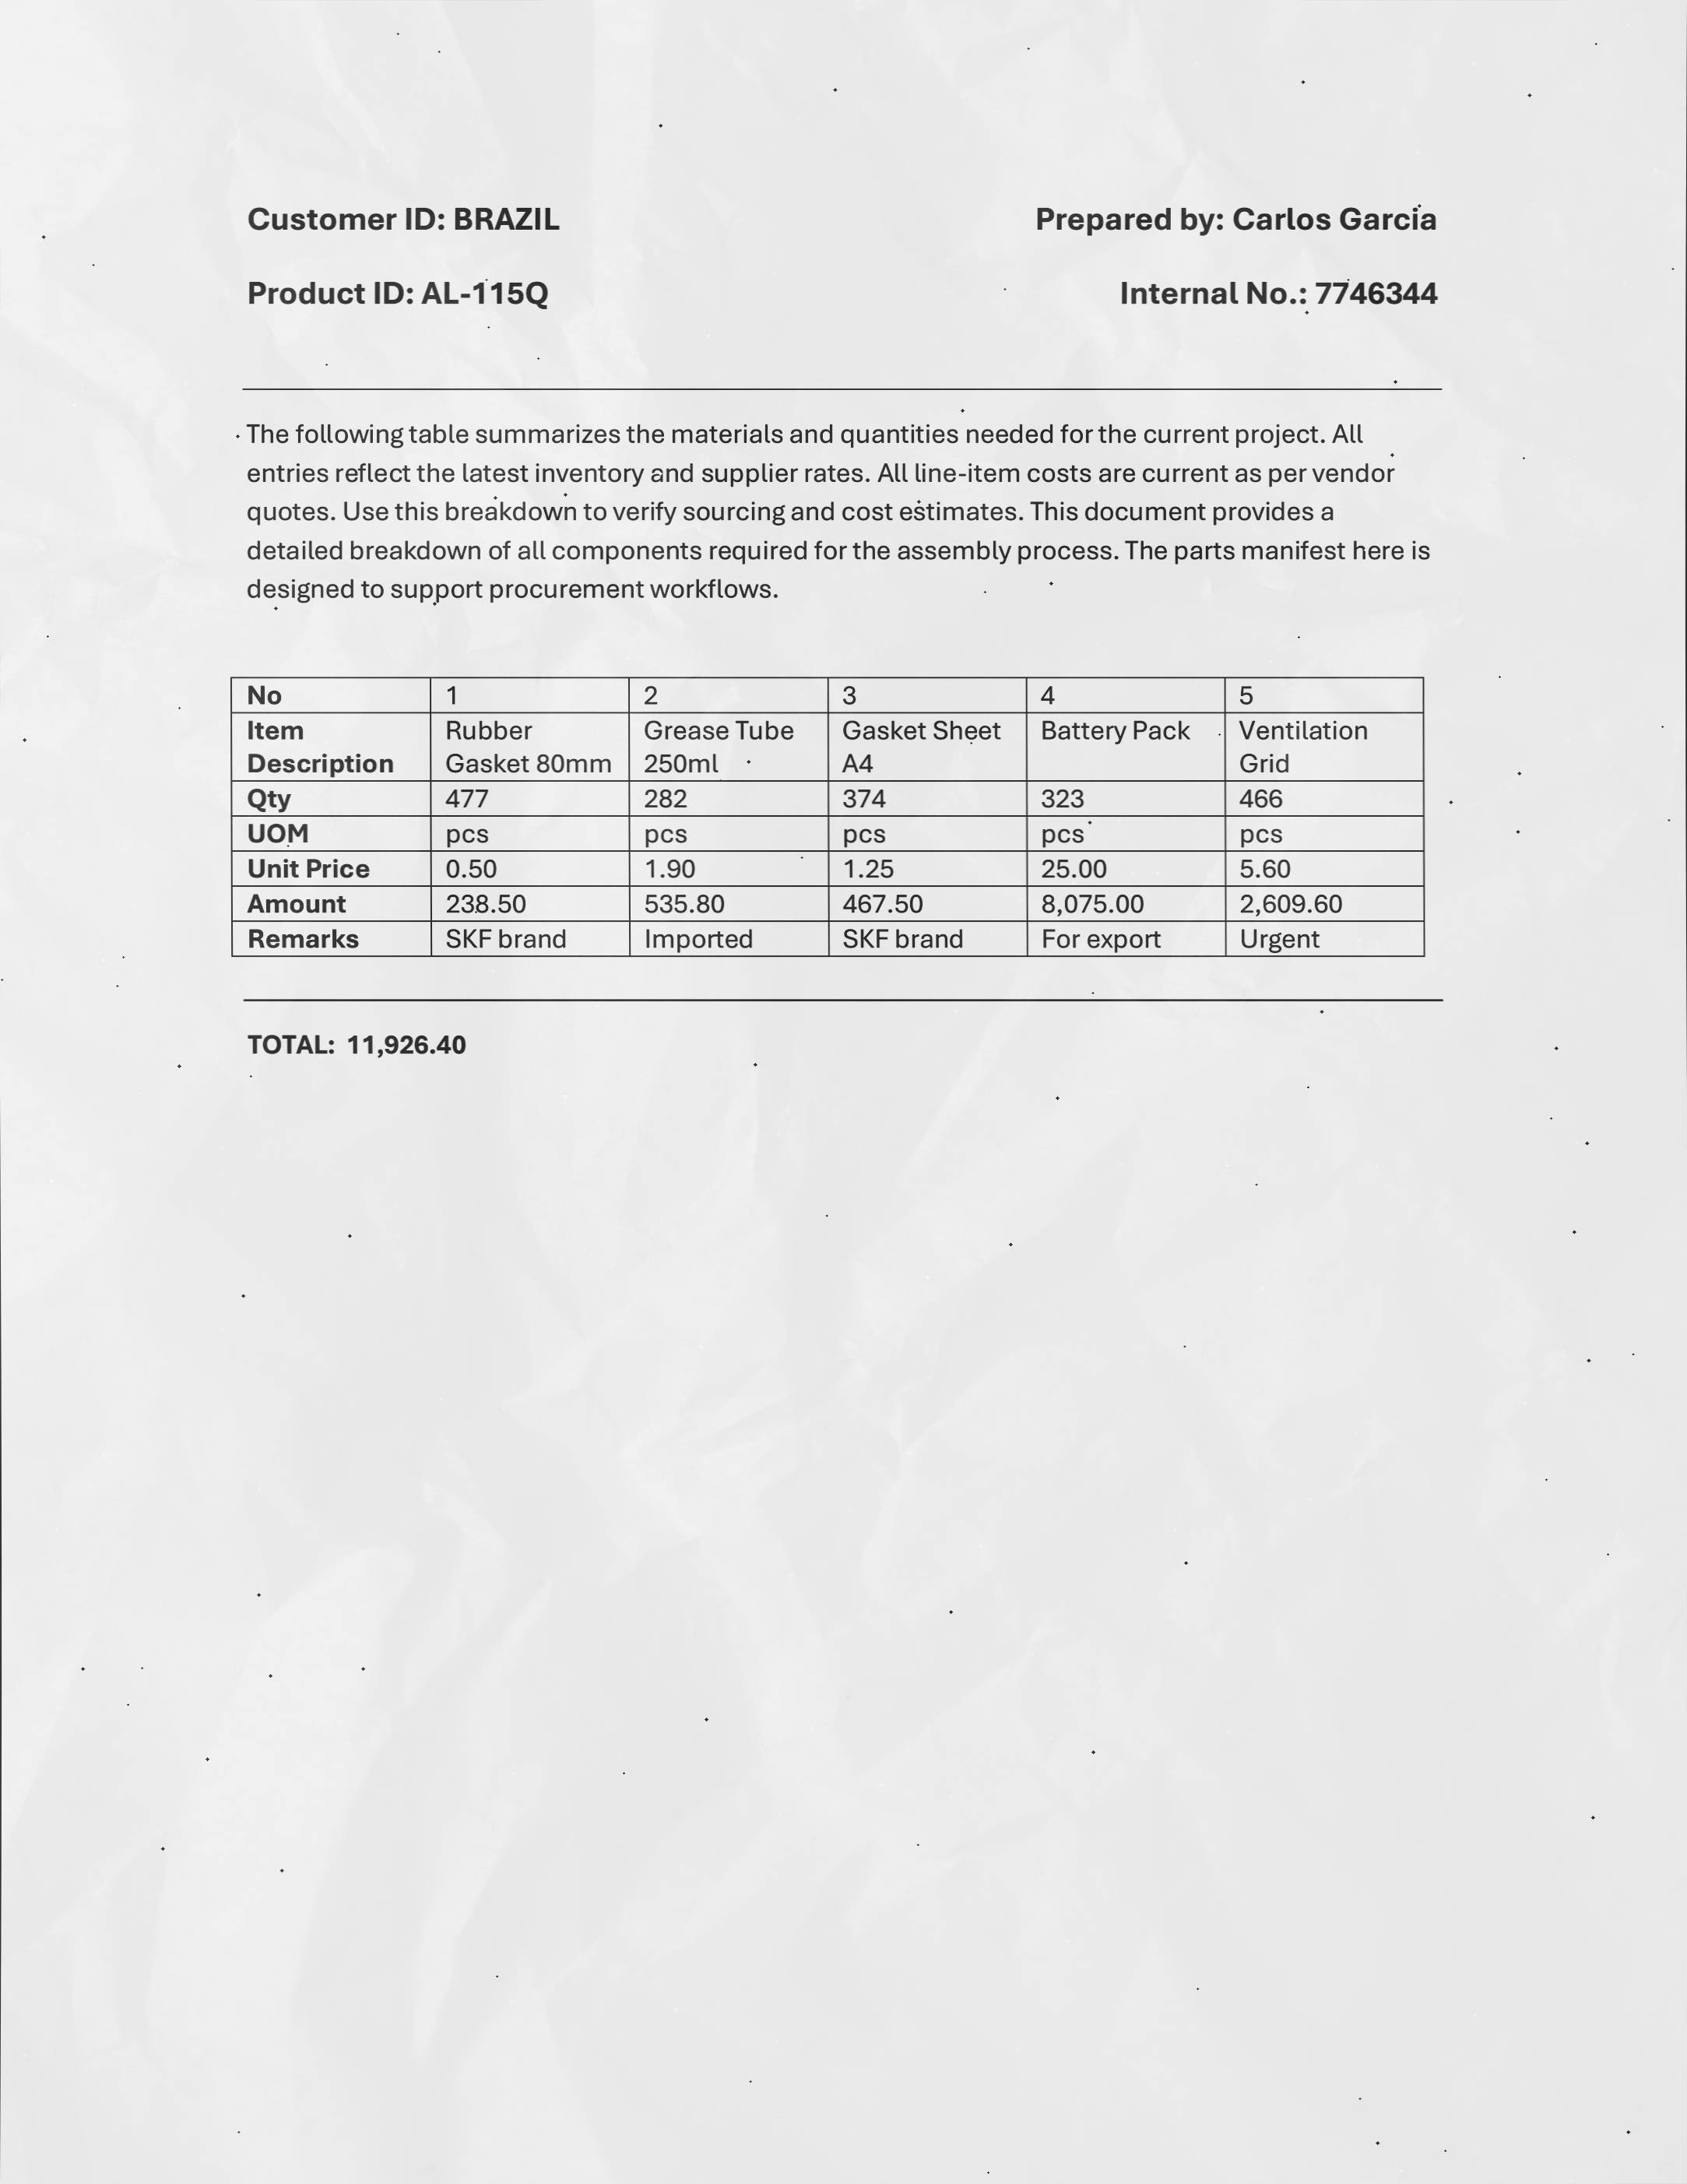 Customer ID: BRAZIL Prepared by: Carlos Garcia
Product ID: AL-115Q Internal No.: 7746344
The following table summarizes the materials and quantities needed for the current project. All
entries reflect the latest inventory and supplier rates. All line-item costs are current as per vendor
quotes. Use this breakdown to verify sourcing and cost estimates. This document provides a
detailed breakdown of all components required for the assembly process. The parts manifest here is
designed to support procurement workflows.
No 1 2 3 4 5
Item Rubber Grease Tube Gasket Sheet Battery Pack Ventilation
Description Gasket 80mm 250ml A4 Grid
Qty 477 282 374 323 466
UOM pcs pcs pcs pcs pcs
Unit Price 0.50 1.90 1.25 25.00 5.60
Amount 238.50 535.80 467.50 8,075.00 2,609.60
Remarks SKF brand Imported SKF brand For export Urgent
TOTAL: 11,926.40